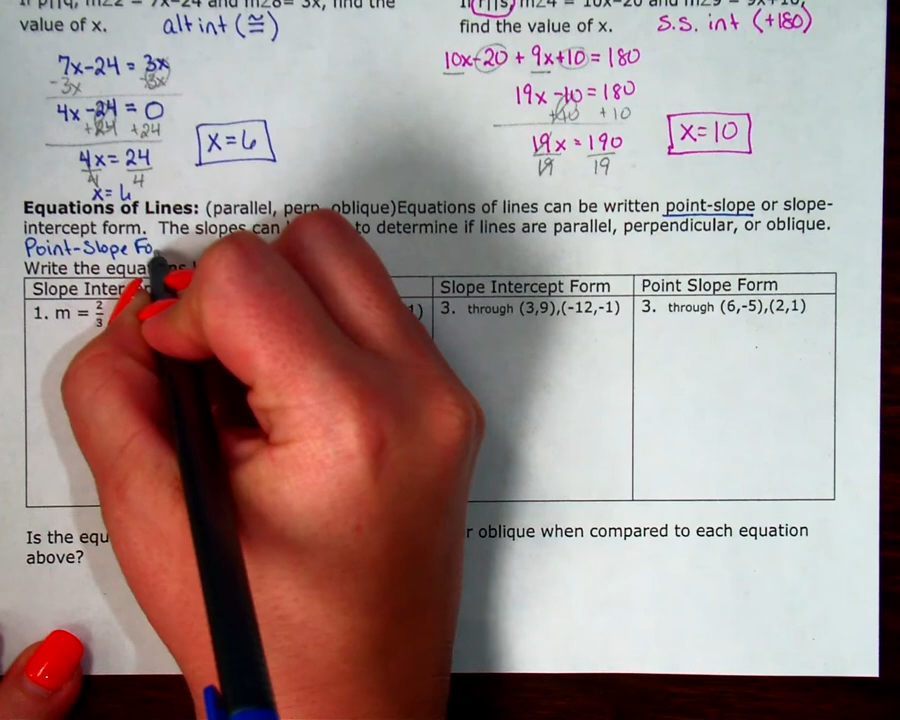 find the
value of x. alt int (≅)
find the value of x. s.s. int (+180)
7x-24 = 3x
-3x -3x
4x-24 = 0
+24 +24
4x = 24
4 4
x = 6
x=6
10x-20 + 9x+10 = 180
19x -10 = 180
+10 +10
19x = 190
19 19
x=10
Equations of Lines: (parallel, perp, oblique)Equations of lines can be written point-slope or slope-
intercept form. The slopes can to determine if lines are parallel, perpendicular, or oblique.
Point-Slope Fo
Write the
Slope Slope Intercept Form Point Slope Form
1. m = 2/3 1) 3. through (3,9),(-12,-1) 3. through (6,-5),(2,1)
Is the oblique when compared to each equation
above?